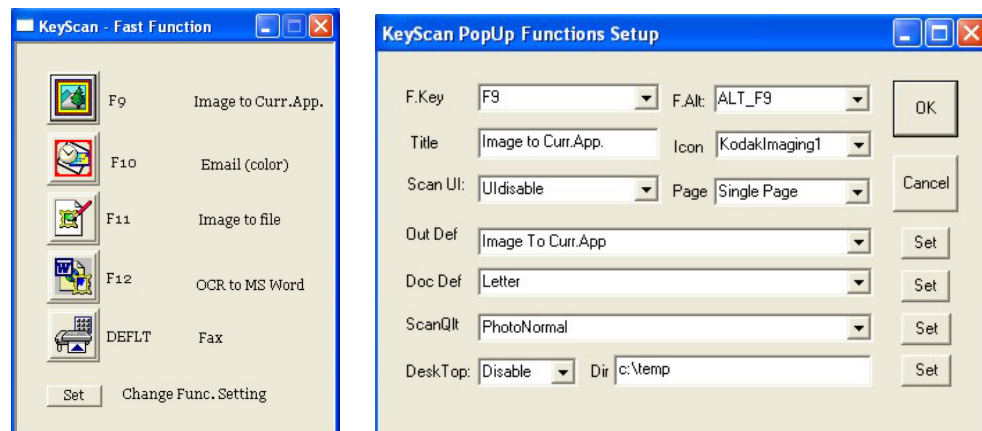 KeyScan - Fast Function
F9 Image to Curr.App.
F10 Email (color)
F11 Image to file
F12 OCR to MS Word
DEFLT Fax
Set Change Func. Setting
KeyScan PopUp Functions Setup
F.Key F9 F.Alt: ALT_F9 OK
Title Image to Curr.App. Icon KodakImaging1
Scan UI: UIdisable Page Single Page Cancel
Out Def Image To Curr.App Set
Doc Def Letter Set
ScanQlt PhotoNormal Set
DeskTop: Disable Dir c:\temp Set